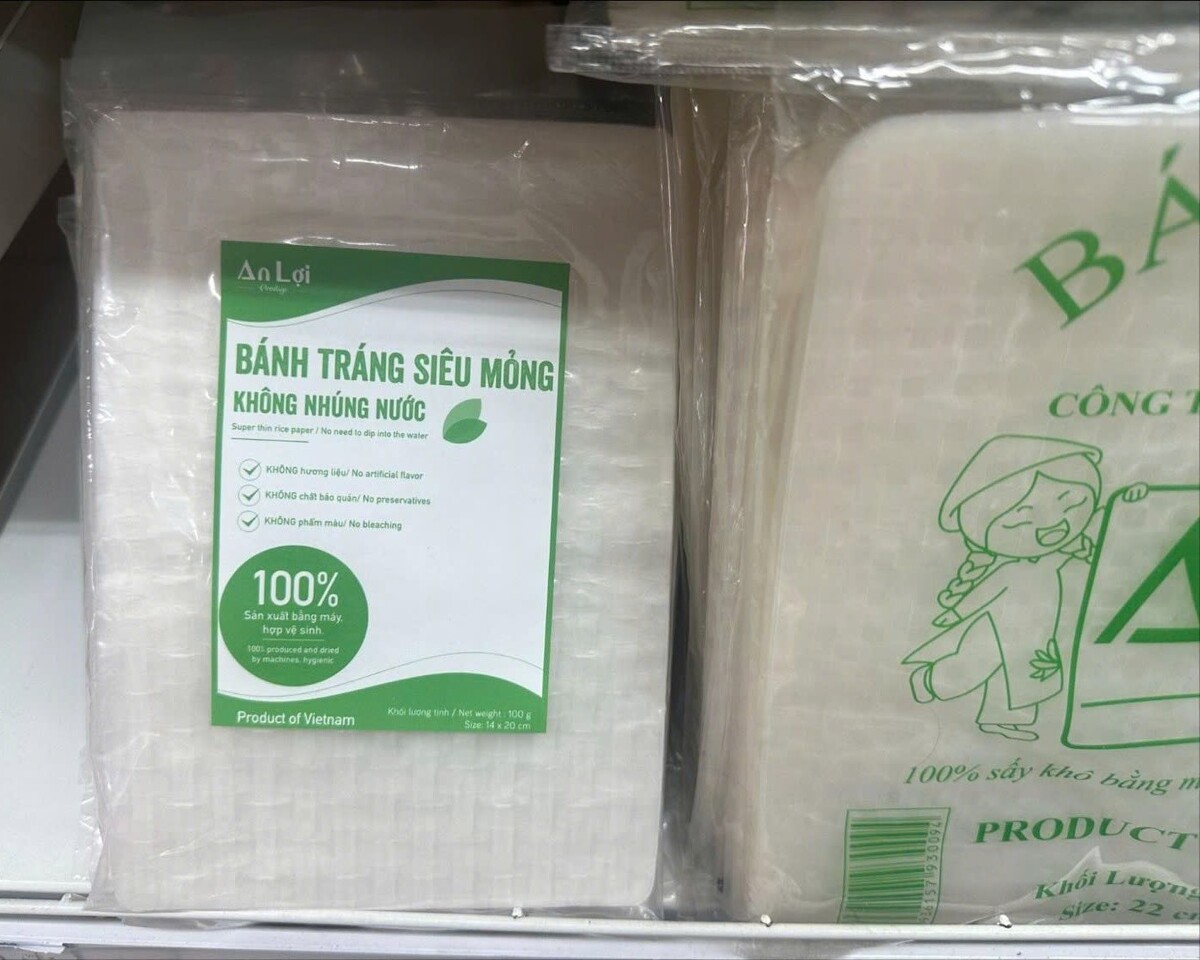 An Lợi
Prestige
BÁNH TRÁNG SIÊU MỎNG
KHÔNG NHÚNG NƯỚC
Super thin rice paper / No need to dip into the water
KHÔNG hương liệu/ No artificial flavor
KHÔNG chất bảo quản/ No preservatives
KHÔNG phẩm màu/ No bleaching
100%
Sản xuất bằng máy,
hợp vệ sinh.
100% produced and dried
by machines, hygienic
Product of Vietnam
Khối lượng tịnh / Net weight : 100 g
Size: 14 x 20 cm
BÁ
CÔNG T
100% sấy khô bằng m
PRODUCT
Khối Lượng
Size: 22 c